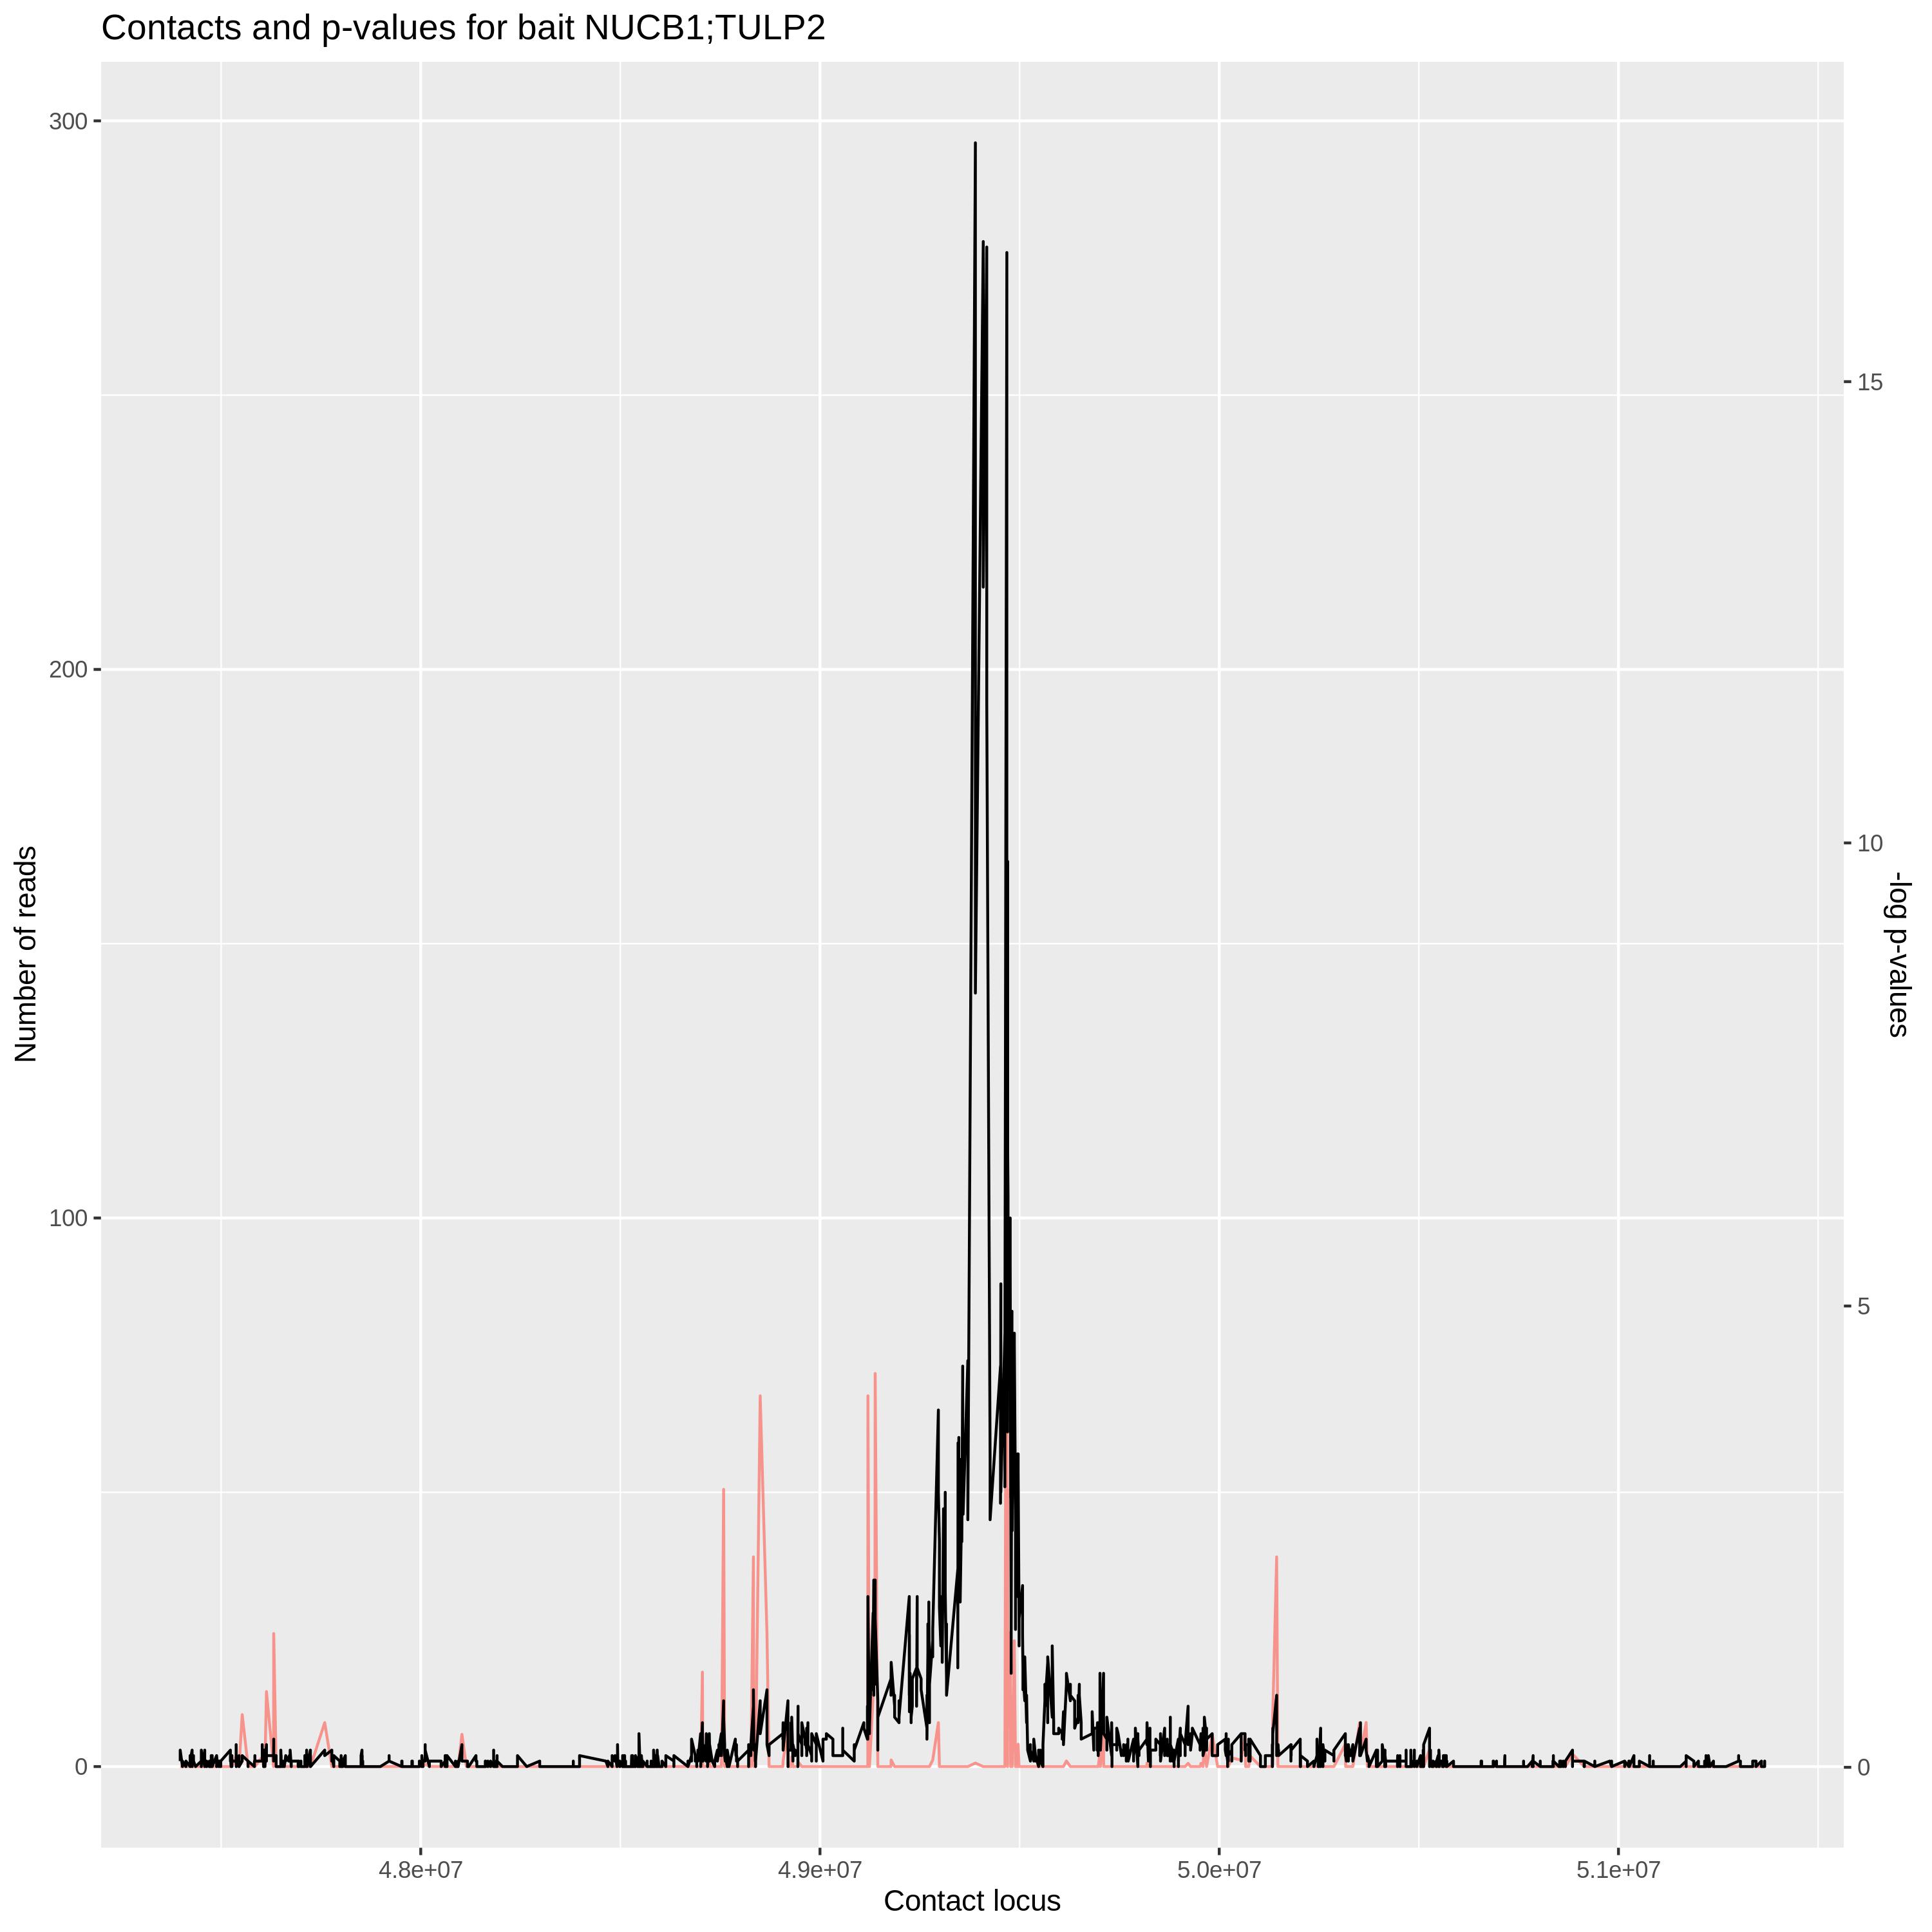 Contacts and p-values for bait NUCB1;TULP2
300
200
100
0
Number of reads
15
10
5
0
-log p-values
4.8e+07
4.9e+07
5.0e+07
5.1e+07
Contact locus